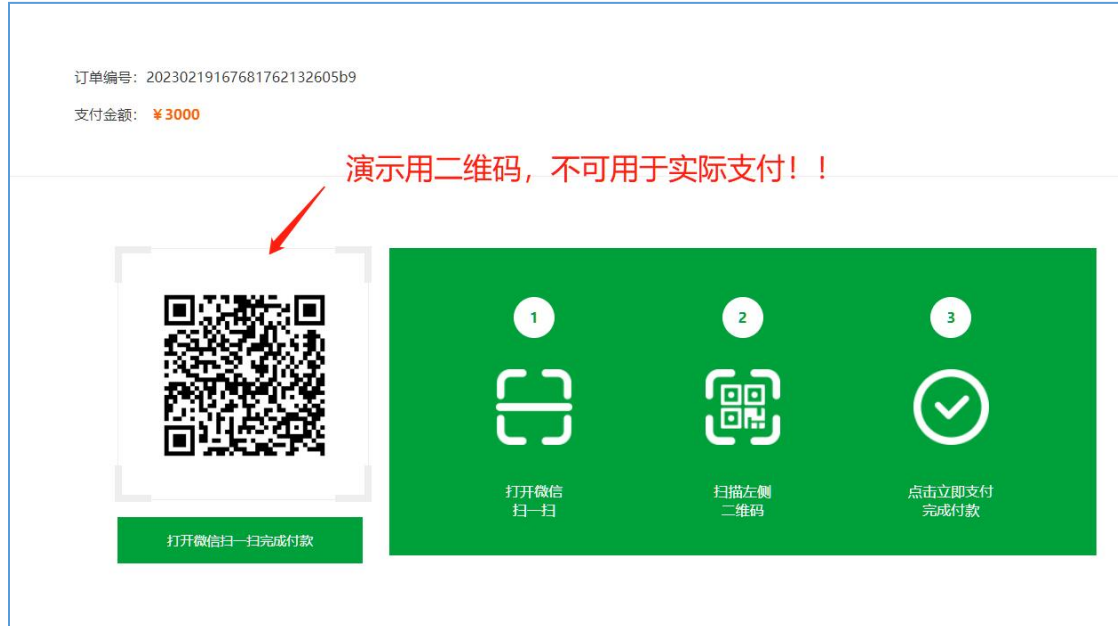 订单编号：20230219167681762132605b9
支付金额：￥3000
演示用二维码，不可用于实际支付！！
1
2
3
打开微信
扫一扫
扫描左侧
二维码
点击立即支付
完成付款
打开微信扫一扫完成付款